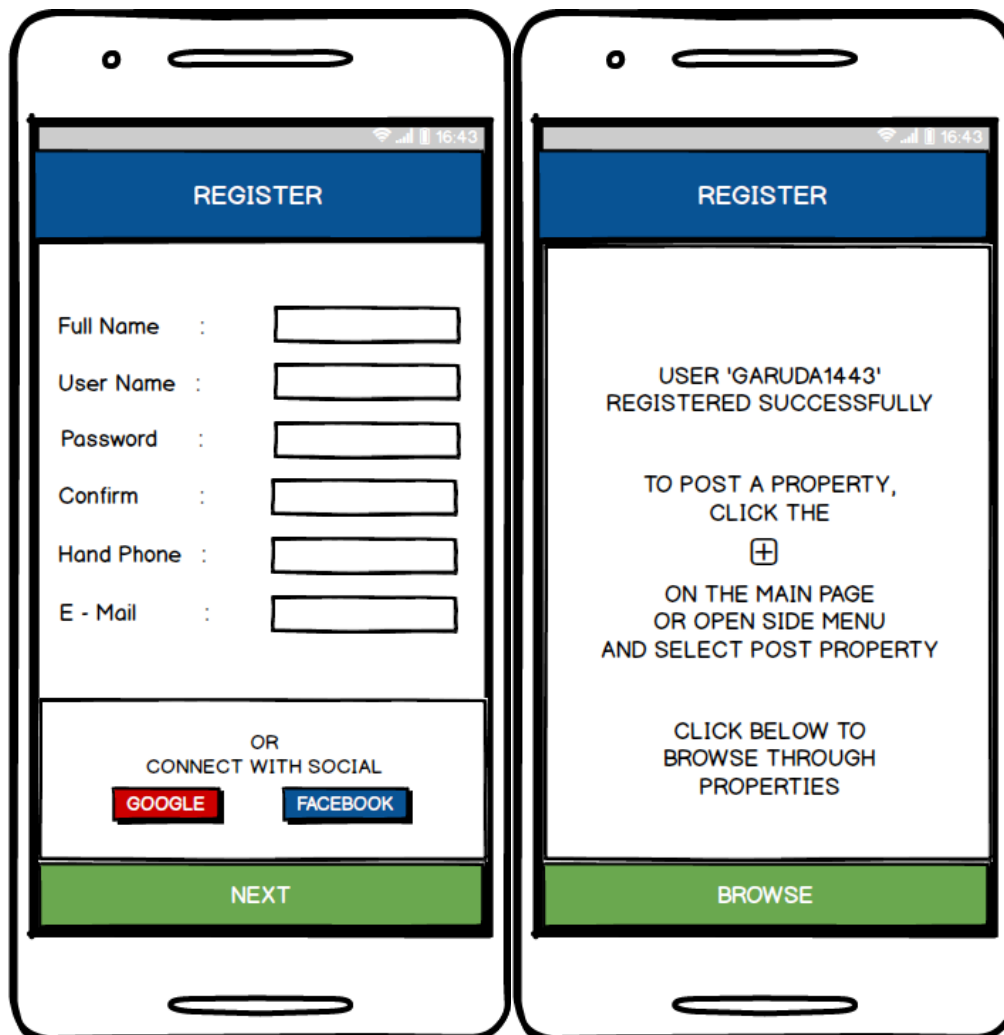 16:43
REGISTER
Full Name :
User Name :
Password :
Confirm :
Hand Phone :
E - Mail :
OR
CONNECT WITH SOCIAL
GOOGLE FACEBOOK
NEXT
16:43
REGISTER
USER 'GARUDA1443'
REGISTERED SUCCESSFULLY
TO POST A PROPERTY,
CLICK THE
+
ON THE MAIN PAGE
OR OPEN SIDE MENU
AND SELECT POST PROPERTY
CLICK BELOW TO
BROWSE THROUGH
PROPERTIES
BROWSE